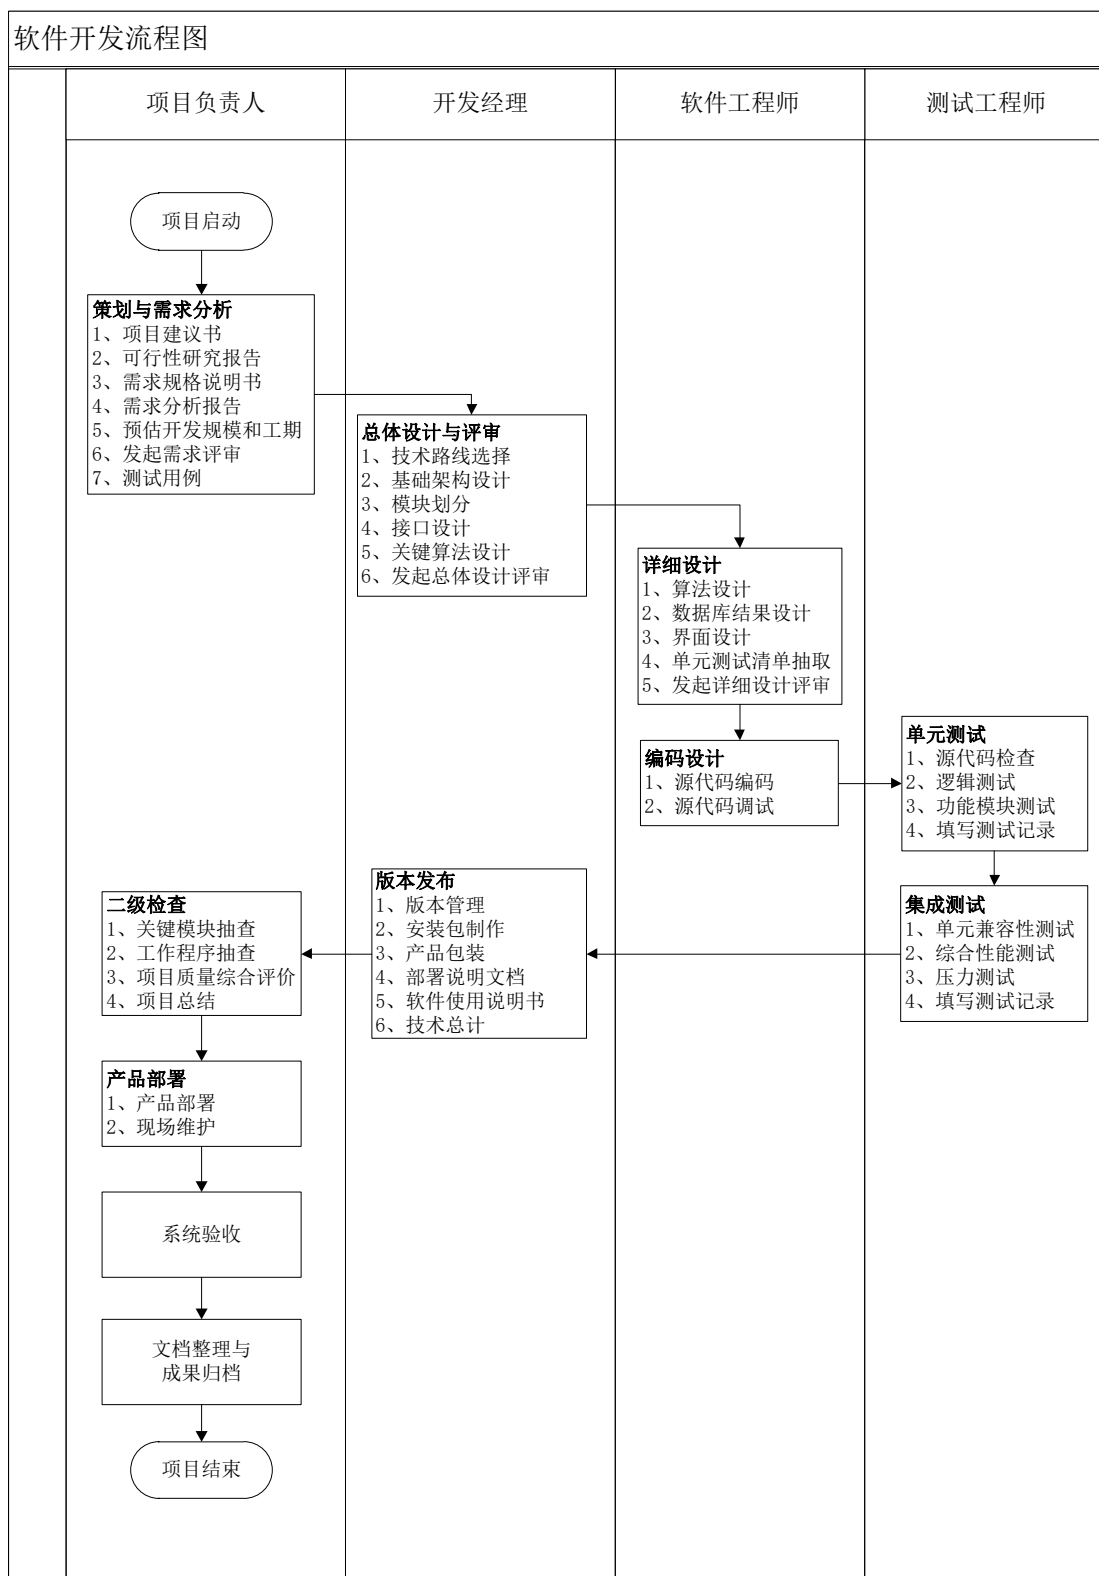 软件开发流程图
项目负责人
开发经理
软件工程师
测试工程师
项目启动
策划与需求分析
1、项目建议书
2、可行性研究报告
3、需求规格说明书
4、需求分析报告
5、预估开发规模和工期
6、发起需求评审
7、测试用例
总体设计与评审
1、技术路线选择
2、基础架构设计
3、模块划分
4、接口设计
5、关键算法设计
6、发起总体设计评审
详细设计
1、算法设计
2、数据库结果设计
3、界面设计
4、单元测试清单抽取
5、发起详细设计评审
编码设计
1、源代码编码
2、源代码调试
单元测试
1、源代码检查
2、逻辑测试
3、功能模块测试
4、填写测试记录
集成测试
1、单元兼容性测试
2、综合性能测试
3、压力测试
4、填写测试记录
版本发布
1、版本管理
2、安装包制作
3、产品包装
4、部署说明文档
5、软件使用说明书
6、技术总计
二级检查
1、关键模块抽查
2、工作程序抽查
3、项目质量综合评价
4、项目总结
产品部署
1、产品部署
2、现场维护
系统验收
文档整理与
成果归档
项目结束